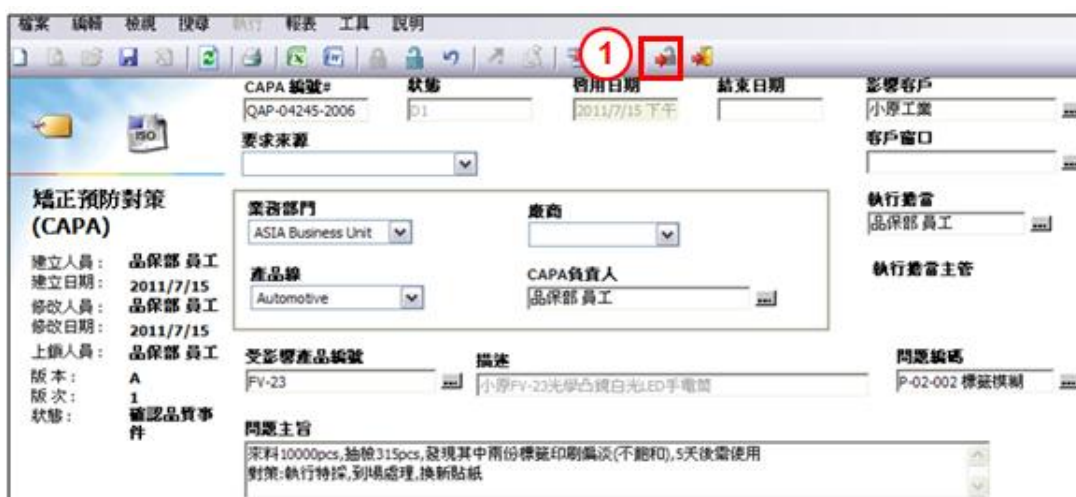 檔案 編輯 檢視 搜尋 執行 報表 工具 說明
1
CAPA 編號# 狀態 啓用日期 結束日期 影響客戶
QAP-04245-2006 D1 2011/7/15 下午 小原工業
ISO
要求來源 客戶窗口
矯正預防對策
(CAPA)
業務部門 廠商 執行擔當
ASIA Business Unit 品保部 員工
建立人員: 品保部 員工
建立日期: 2011/7/15
修改人員: 品保部 員工
修改日期: 2011/7/15
上鎖人員: 品保部 員工
版本: A
版次: 1
狀態: 確認品質事
件
產品線 CAPA負責人 執行擔當主管
Automotive 品保部 員工
受影響產品編號 描述 問題編碼
FV-23 小原FV-23光學凸鏡白光LED手電筒 P-02-002 標籤模糊
問題主旨
來料10000pcs,抽檢315pcs,發現其中兩份標籤印刷偏淡(不飽和),5天後需使用
對策:執行特採,到場處理,換新貼紙